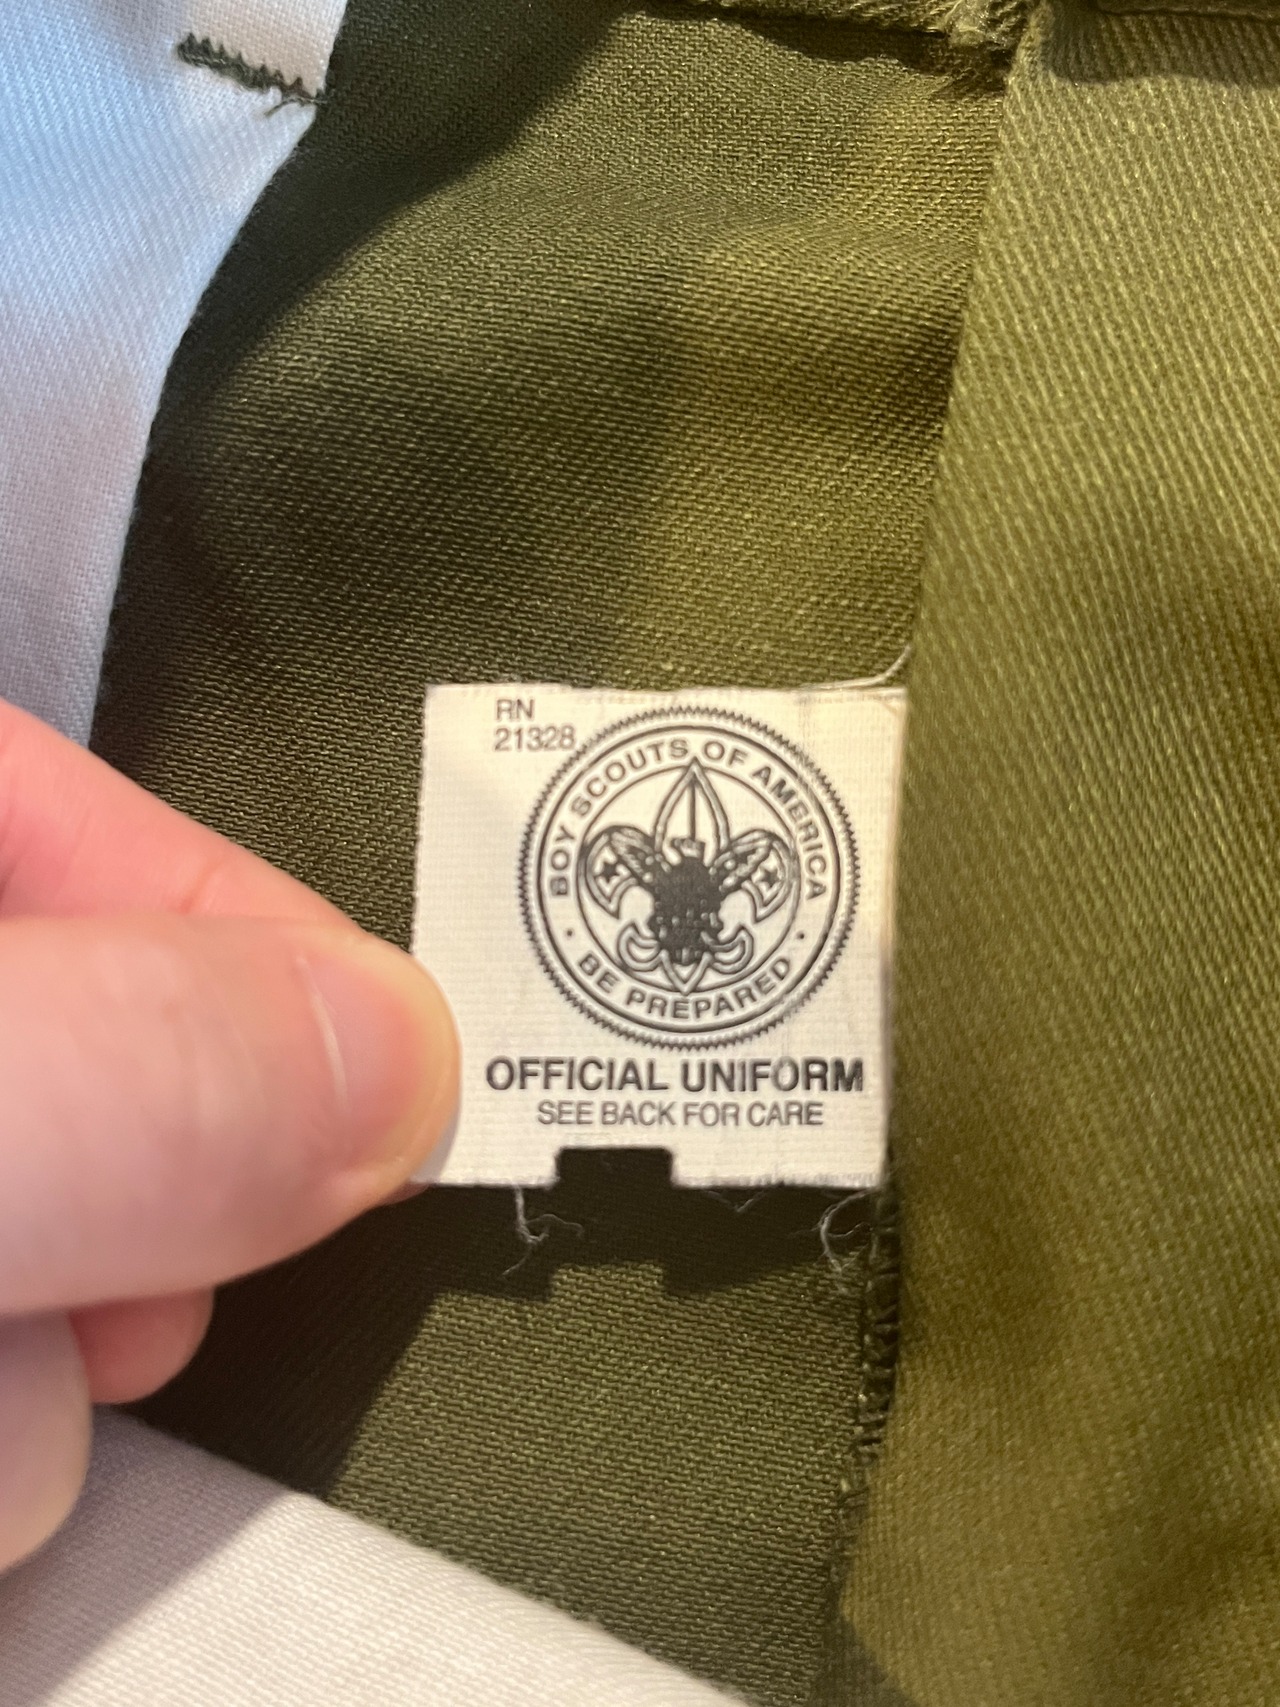 RN
21328
BOY SCOUTS OF AMERICA
• BE PREPARED •
OFFICIAL UNIFORM
SEE BACK FOR CARE